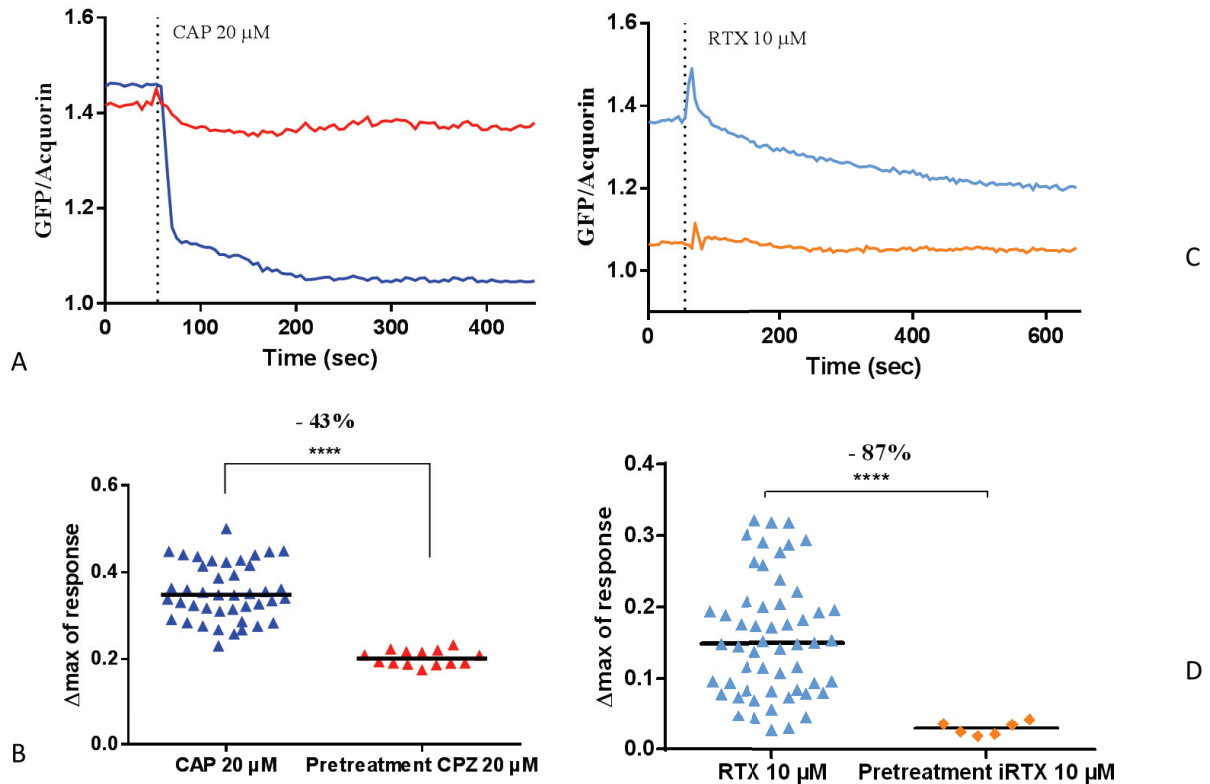 CAP 20 µM
GFP/Acquorin
1.6
1.4
1.2
1.0
0
100
200
300
400
Time (sec)
A
RTX 10 µM
GFP/Acquorin
1.6
1.4
1.2
1.0
0
200
400
600
Time (sec)
C
- 43%
****
Δmax of response
0.6
0.4
0.2
0.0
CAP 20 µM
Pretreatment CPZ 20 µM
B
- 87%
****
Δmax of response
0.4
0.3
0.2
0.1
0.0
RTX 10 µM
Pretreatment iRTX 10 µM
D